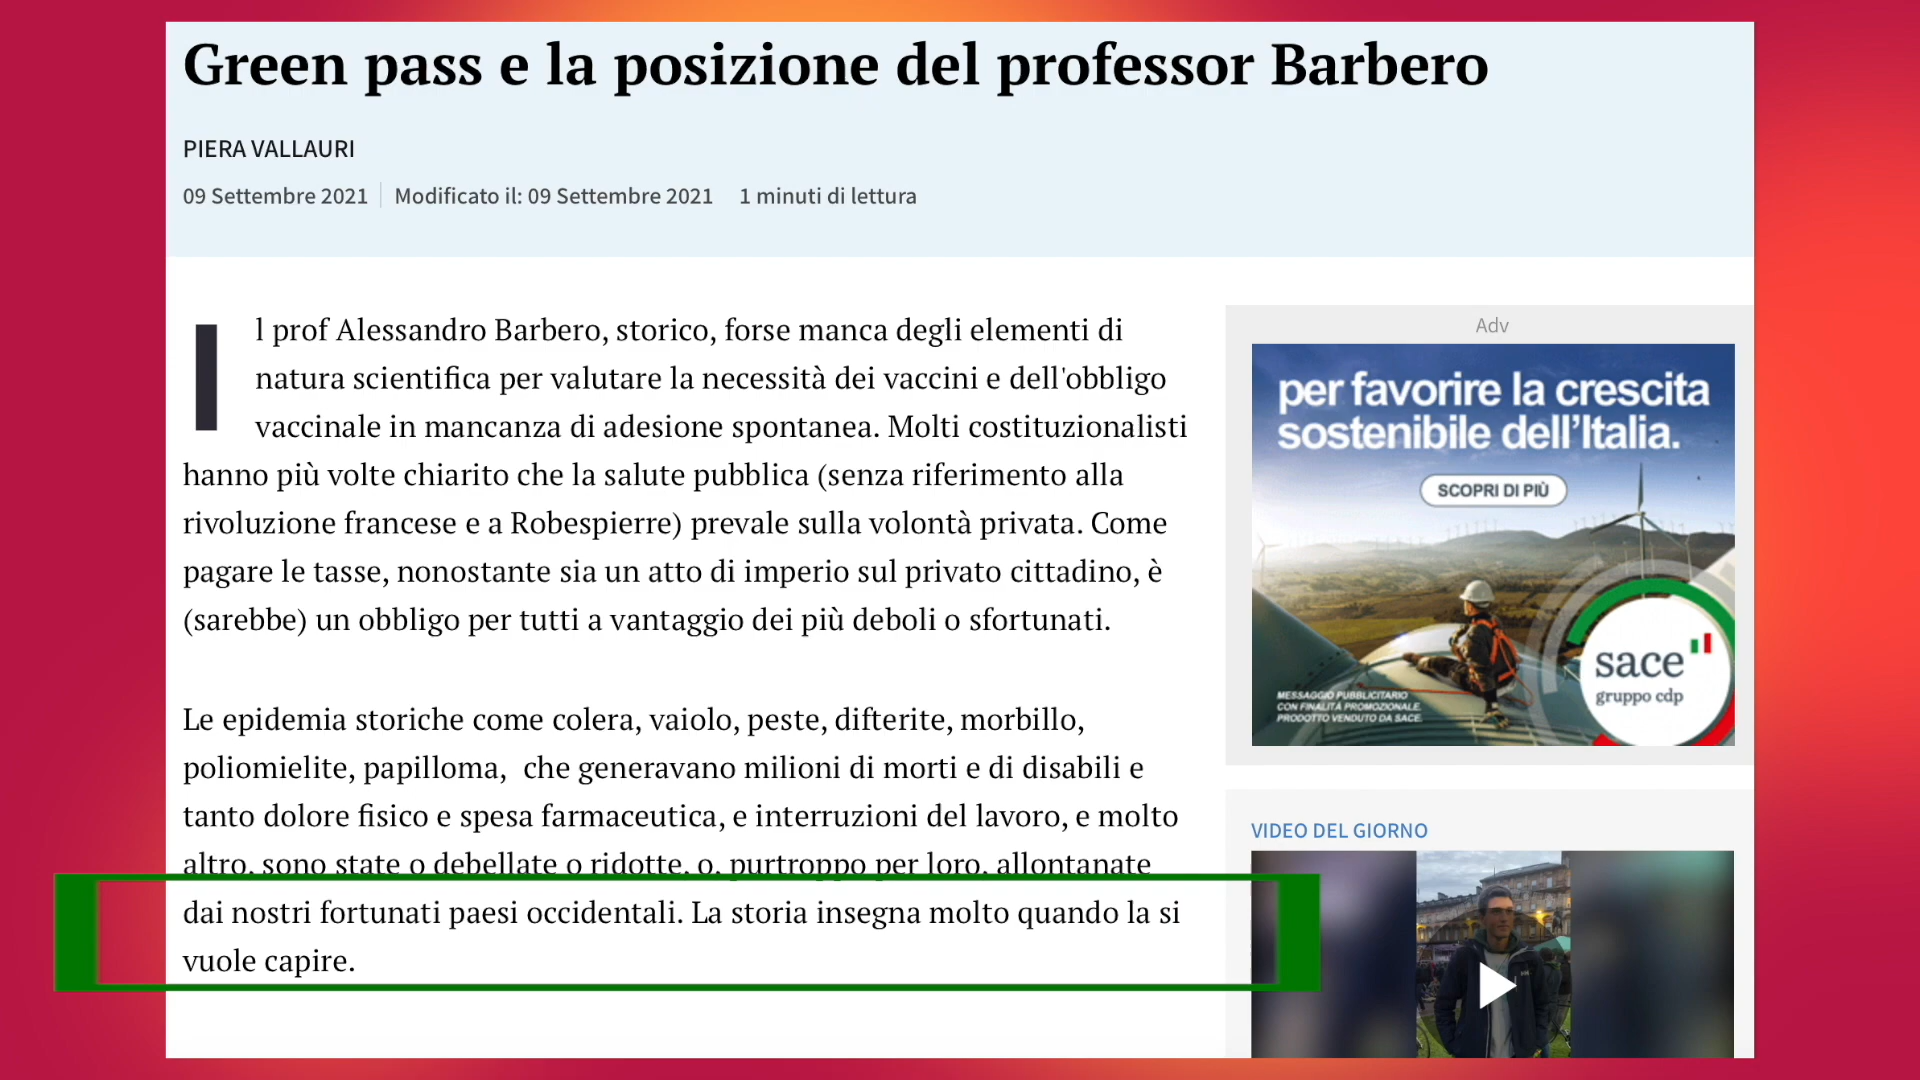 Green pass e la posizione del professor Barbero
PIERA VALLAURI
09 Settembre 2021 Modificato il: 09 Settembre 2021 1 minuti di lettura
Il prof Alessandro Barbero, storico, forse manca degli elementi di
natura scientifica per valutare la necessità dei vaccini e dell'obbligo
vaccinale in mancanza di adesione spontanea. Molti costituzionalisti
hanno più volte chiarito che la salute pubblica (senza riferimento alla
rivoluzione francese e a Robespierre) prevale sulla volontà privata. Come
pagare le tasse, nonostante sia un atto di imperio sul privato cittadino, è
(sarebbe) un obbligo per tutti a vantaggio dei più deboli o sfortunati.
Le epidemia storiche come colera, vaiolo, peste, difterite, morbillo,
poliomielite, papilloma, che generavano milioni di morti e di disabili e
tanto dolore fisico e spesa farmaceutica, e interruzioni del lavoro, e molto
altro, sono state o debellate o ridotte, o, purtroppo per loro, allontanate
dai nostri fortunati paesi occidentali. La storia insegna molto quando la si
vuole capire.
Adv
per favorire la crescita
sostenibile dell'Italia.
SCOPRI DI PIÙ
MESSAGGIO PUBBLICITARIO
CON FINALITÀ PROMOZIONALE.
PRODOTTO VENDUTO DA SACE.
sace
gruppo cdp
VIDEO DEL GIORNO